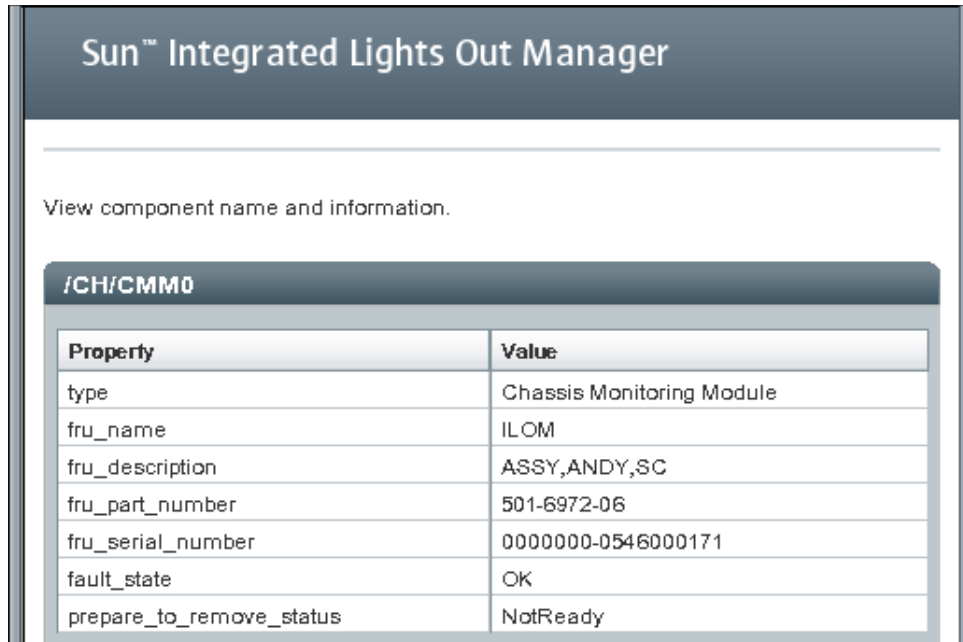 Sun™ Integrated Lights Out Manager
View component name and information.
/CH/CMM0
Property Value
type Chassis Monitoring Module
fru_name ILOM
fru_description ASSY,ANDY,SC
fru_part_number 501-6972-06
fru_serial_number 0000000-0546000171
fault_state OK
prepare_to_remove_status NotReady